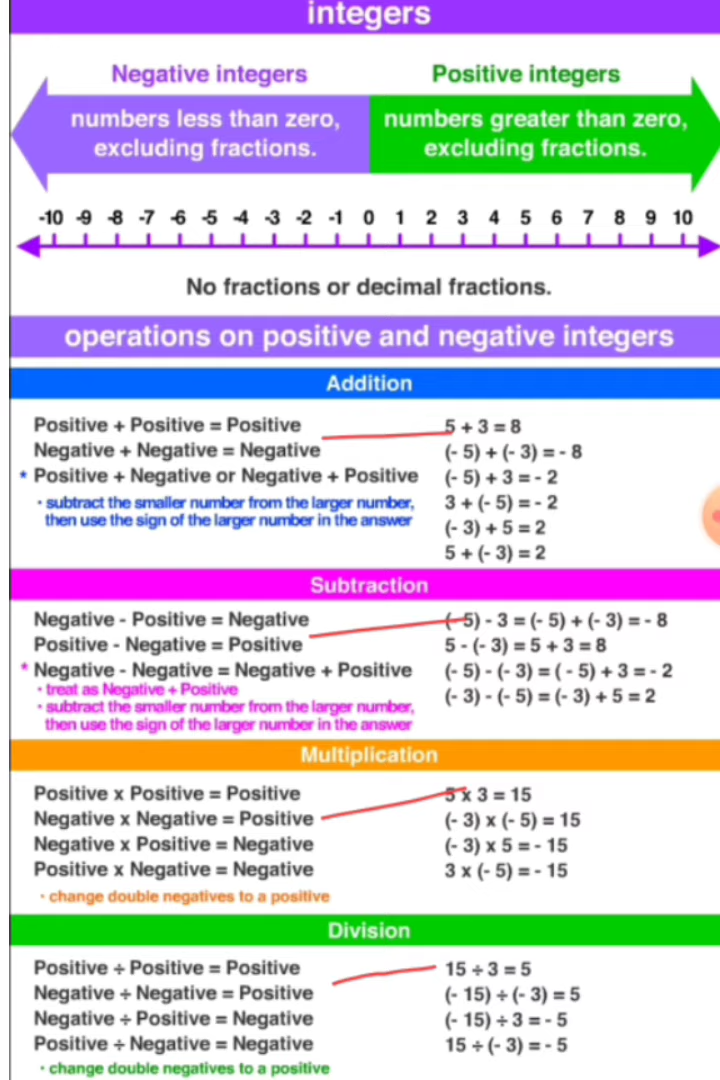 integers
Negative integers
Positive integers
numbers less than zero,
excluding fractions.
numbers greater than zero,
excluding fractions.
-10 -9 -8 -7 -6 -5 -4 -3 -2 -1 0 1 2 3 4 5 6 7 8 9 10
No fractions or decimal fractions.
operations on positive and negative integers
Addition
Positive + Positive = Positive 5 + 3 = 8
Negative + Negative = Negative (- 5) + (- 3) = - 8
* Positive + Negative or Negative + Positive (- 5) + 3 = - 2
· subtract the smaller number from the larger number, 3 + (- 5) = - 2
then use the sign of the larger number in the answer (- 3) + 5 = 2
5 + (- 3) = 2
Subtraction
Negative - Positive = Negative (- 5) - 3 = (- 5) + (- 3) = - 8
Positive - Negative = Positive 5 - (- 3) = 5 + 3 = 8
* Negative - Negative = Negative + Positive (- 5) - (- 3) = ( - 5) + 3 = - 2
· treat as Negative + Positive (- 3) - (- 5) = (- 3) + 5 = 2
· subtract the smaller number from the larger number,
then use the sign of the larger number in the answer
Multiplication
Positive x Positive = Positive 5 x 3 = 15
Negative x Negative = Positive (- 3) x (- 5) = 15
Negative x Positive = Negative (- 3) x 5 = - 15
Positive x Negative = Negative 3 x (- 5) = - 15
· change double negatives to a positive
Division
Positive ÷ Positive = Positive 15 ÷ 3 = 5
Negative ÷ Negative = Positive (- 15) ÷ (- 3) = 5
Negative ÷ Positive = Negative (- 15) ÷ 3 = - 5
Positive ÷ Negative = Negative 15 ÷ (- 3) = - 5
· change double negatives to a positive